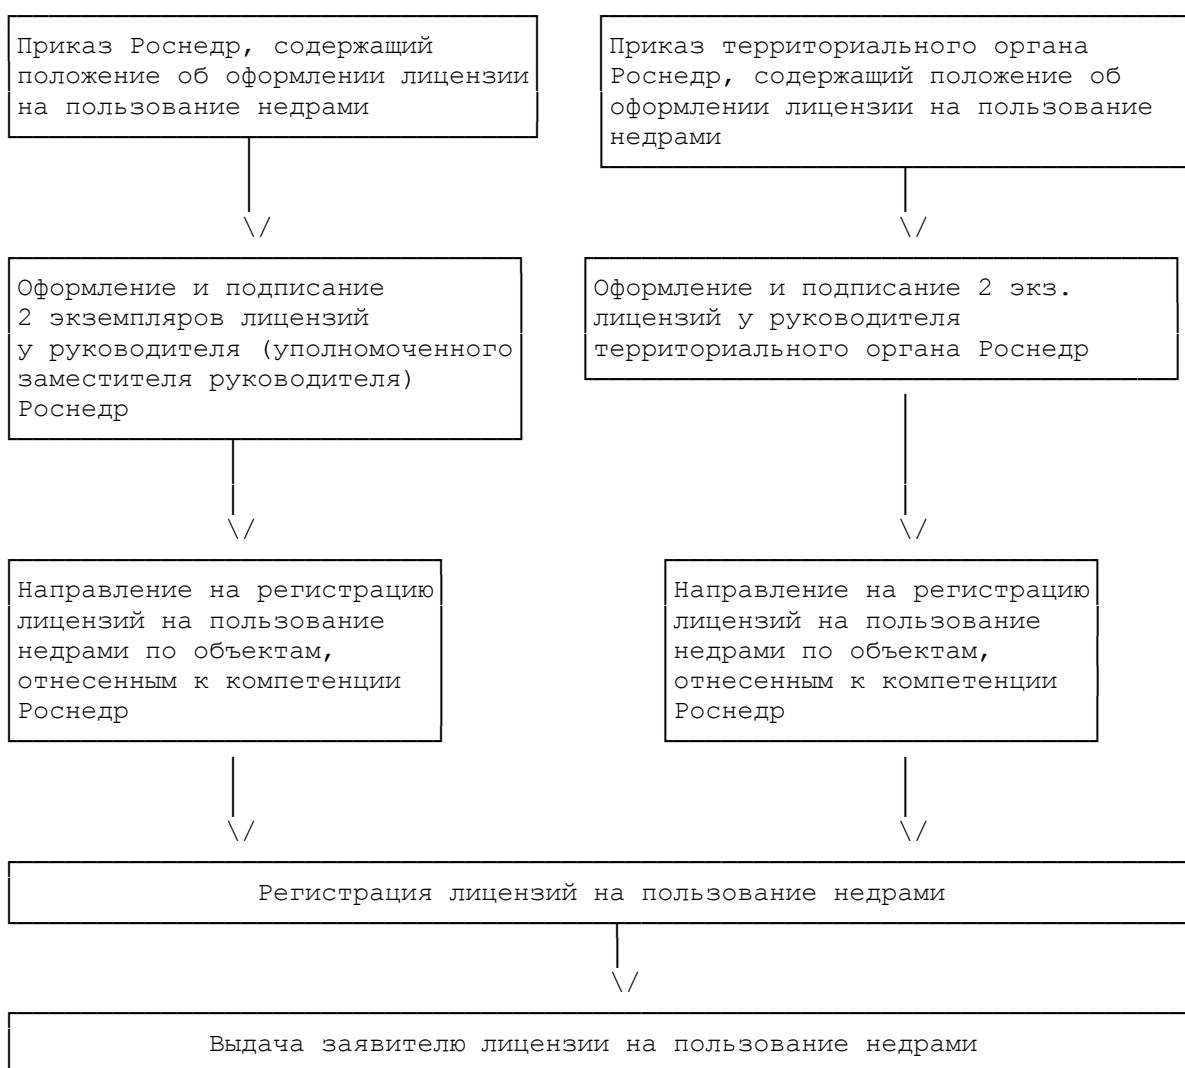 Приказ Роснедр, содержащий
положение об оформлении лицензии
на пользование недрами
Приказ территориального органа
Роснедр, содержащий положение об
оформлении лицензии на пользование
недрами
Оформление и подписание
2 экземпляров лицензий
у руководителя (уполномоченного
заместителя руководителя)
Роснедр
Оформление и подписание 2 экз.
лицензий у руководителя
территориального органа Роснедр
Направление на регистрацию
лицензий на пользование
недрами по объектам,
отнесенным к компетенции
Роснедр
Направление на регистрацию
лицензий на пользование
недрами по объектам,
отнесенным к компетенции
Роснедр
Регистрация лицензий на пользование недрами
Выдача заявителю лицензии на пользование недрами